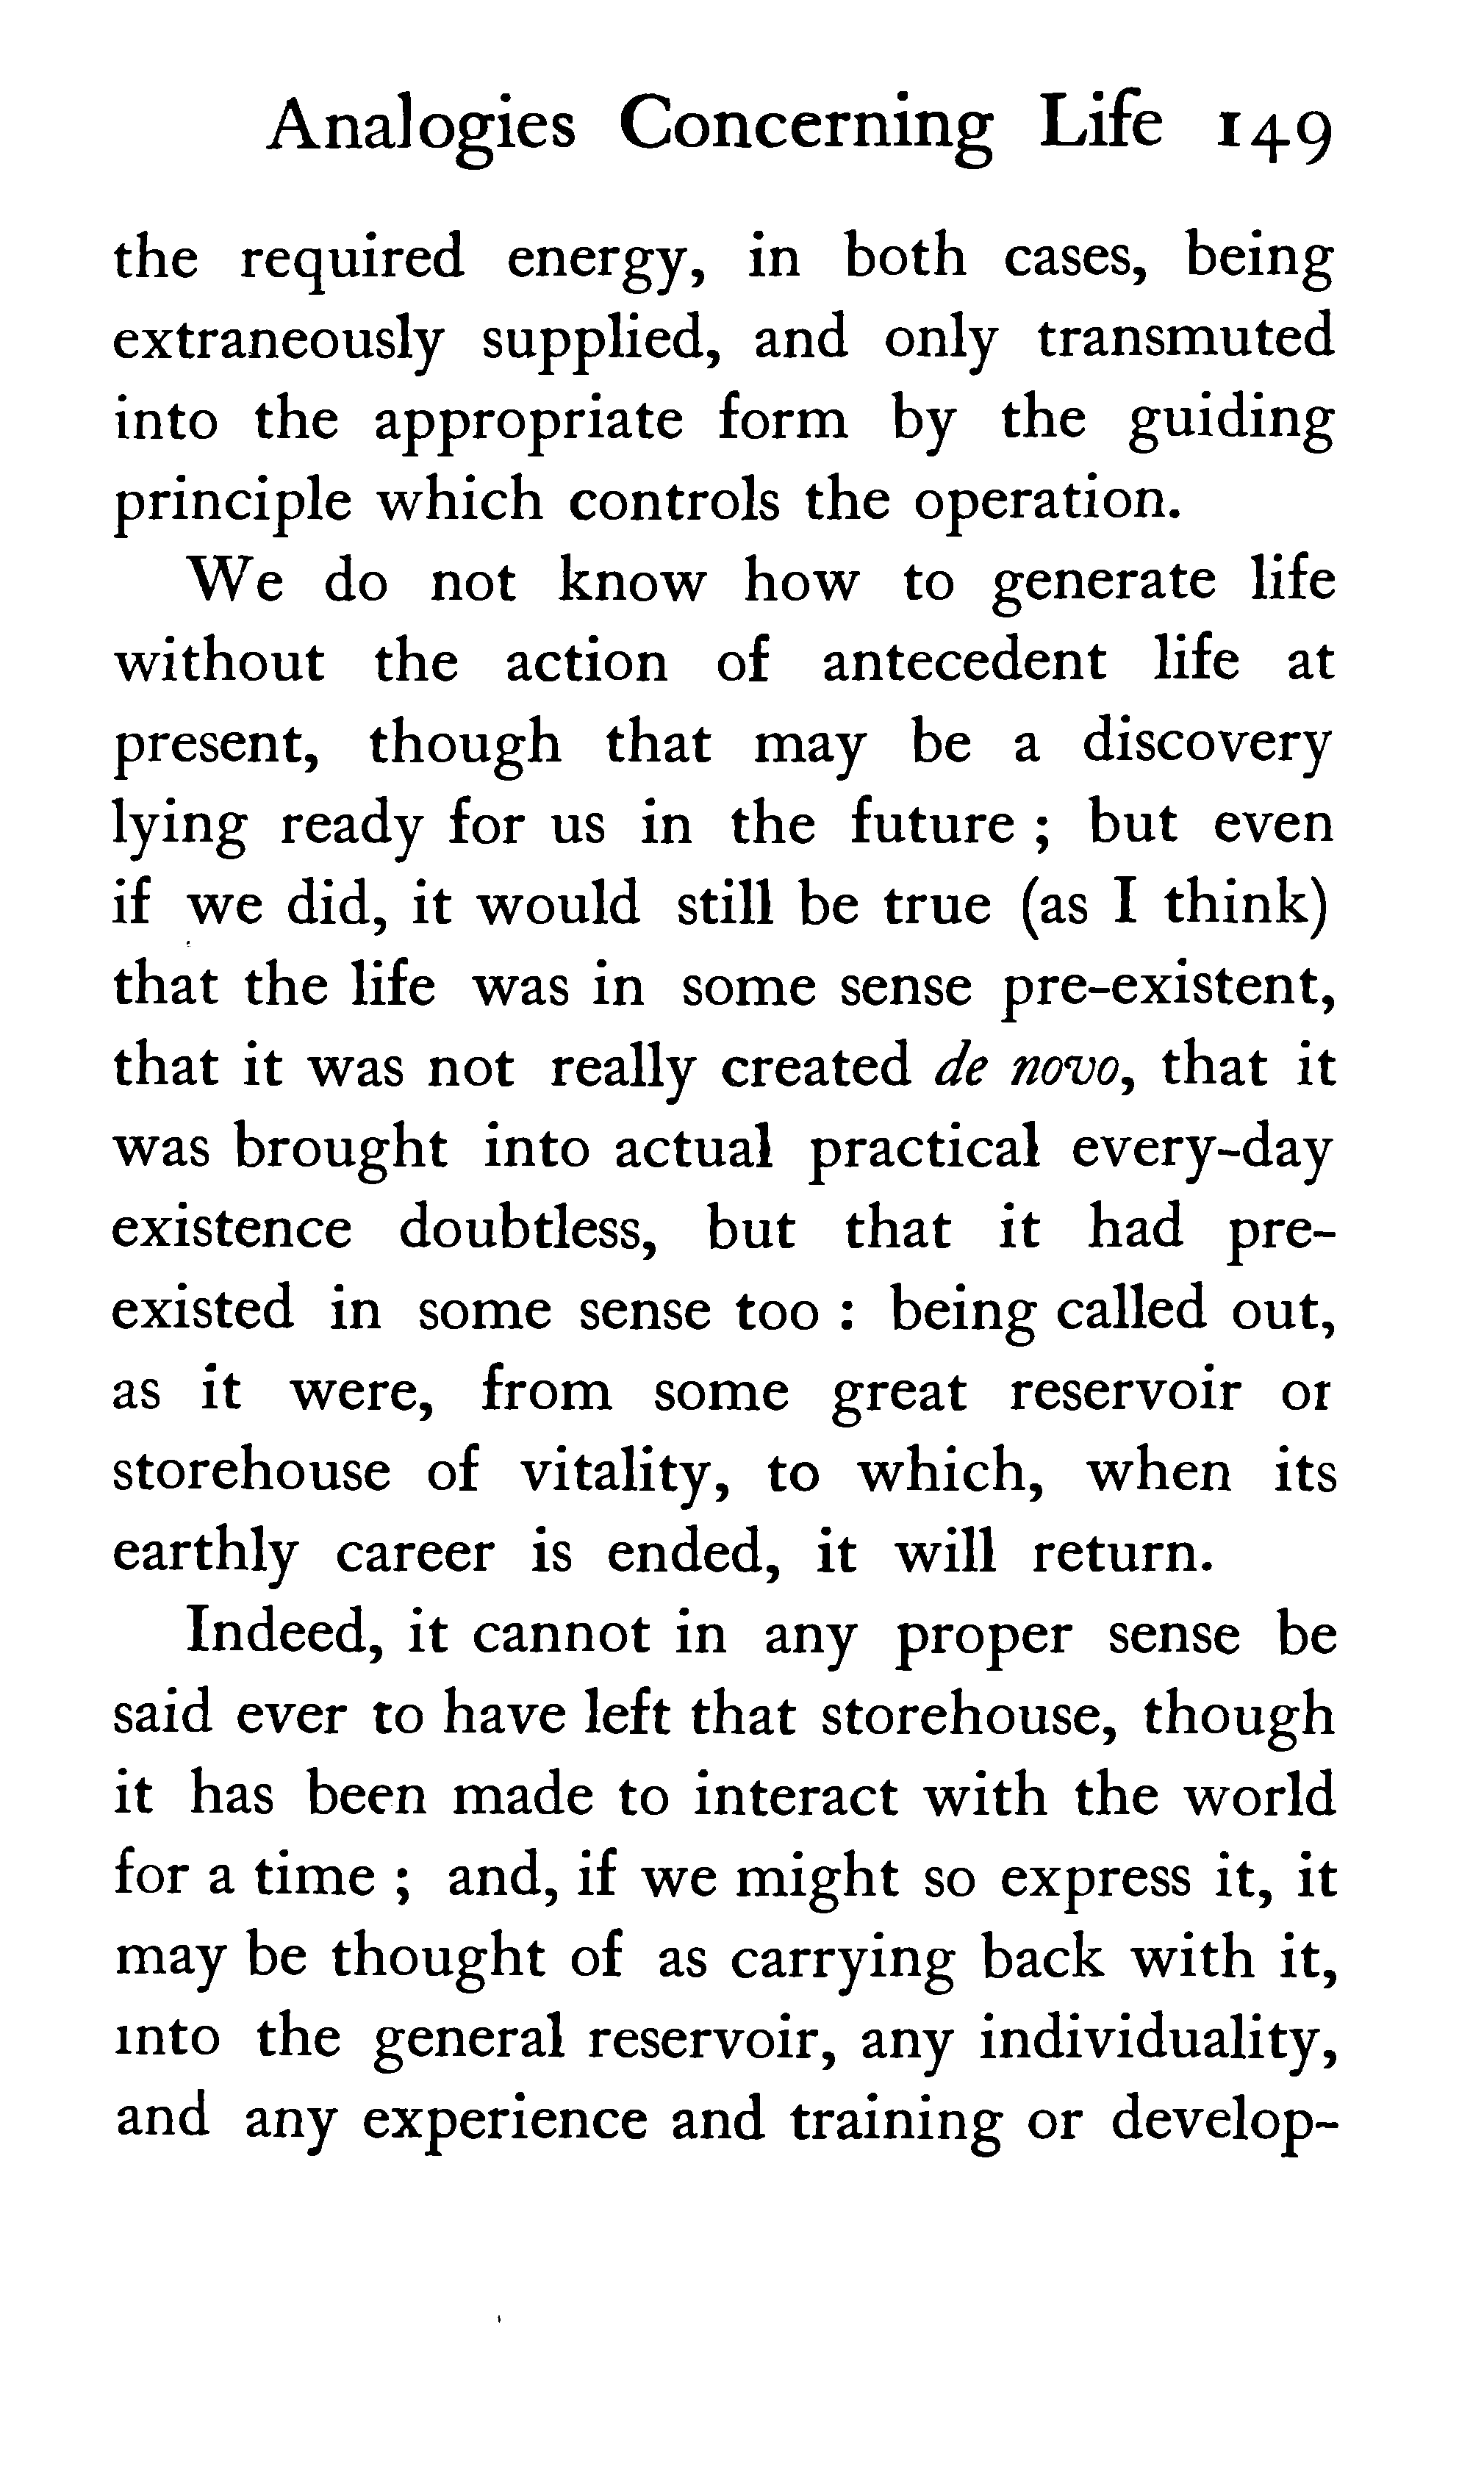 Analogies Concerning Life 149
the required energy, in both cases, being
extraneously supplied, and only transmuted
into the appropriate form by the guiding
principle which controls the operation.
We do not know how to generate life
without the action of antecedent life at
present, though that may be a discovery
lying ready for us in the future ; but even
if we did, it would still be true (as I think)
that the life was in some sense pre-existent,
that it was not really created de novo, that it
was brought into actual practical every-day
existence doubtless, but that it had pre-
existed in some sense too : being called out,
as it were, from some great reservoir or
storehouse of vitality, to which, when its
earthly career is ended, it will return.
Indeed, it cannot in any proper sense be
said ever to have left that storehouse, though
it has been made to interact with the world
for a time ; and, if we might so express it, it
may be thought of as carrying back with it,
into the general reservoir, any individuality,
and any experience and training or develop-